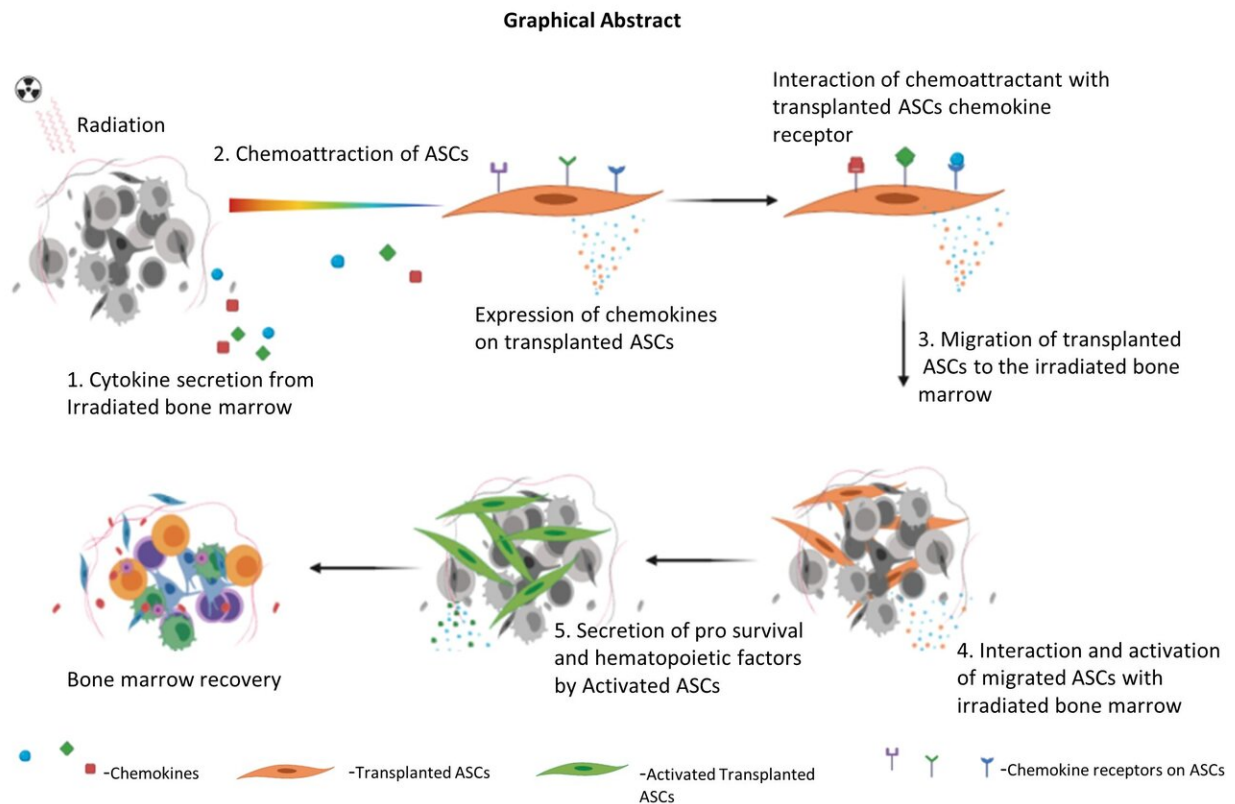 Graphical Abstract
Radiation
2. Chemoattraction of ASCs
Interaction of chemoattractant with
transplanted ASCs chemokine
receptor
Expression of chemokines
on transplanted ASCs
1. Cytokine secretion from
Irradiated bone marrow
3. Migration of transplanted
ASCs to the irradiated bone
marrow
Bone marrow recovery
5. Secretion of pro survival
and hematopoietic factors
by Activated ASCs
4. Interaction and activation
of migrated ASCs with
irradiated bone marrow
-Chemokines
-Transplanted ASCs
-Activated Transplanted
ASCs
-Chemokine receptors on ASCs